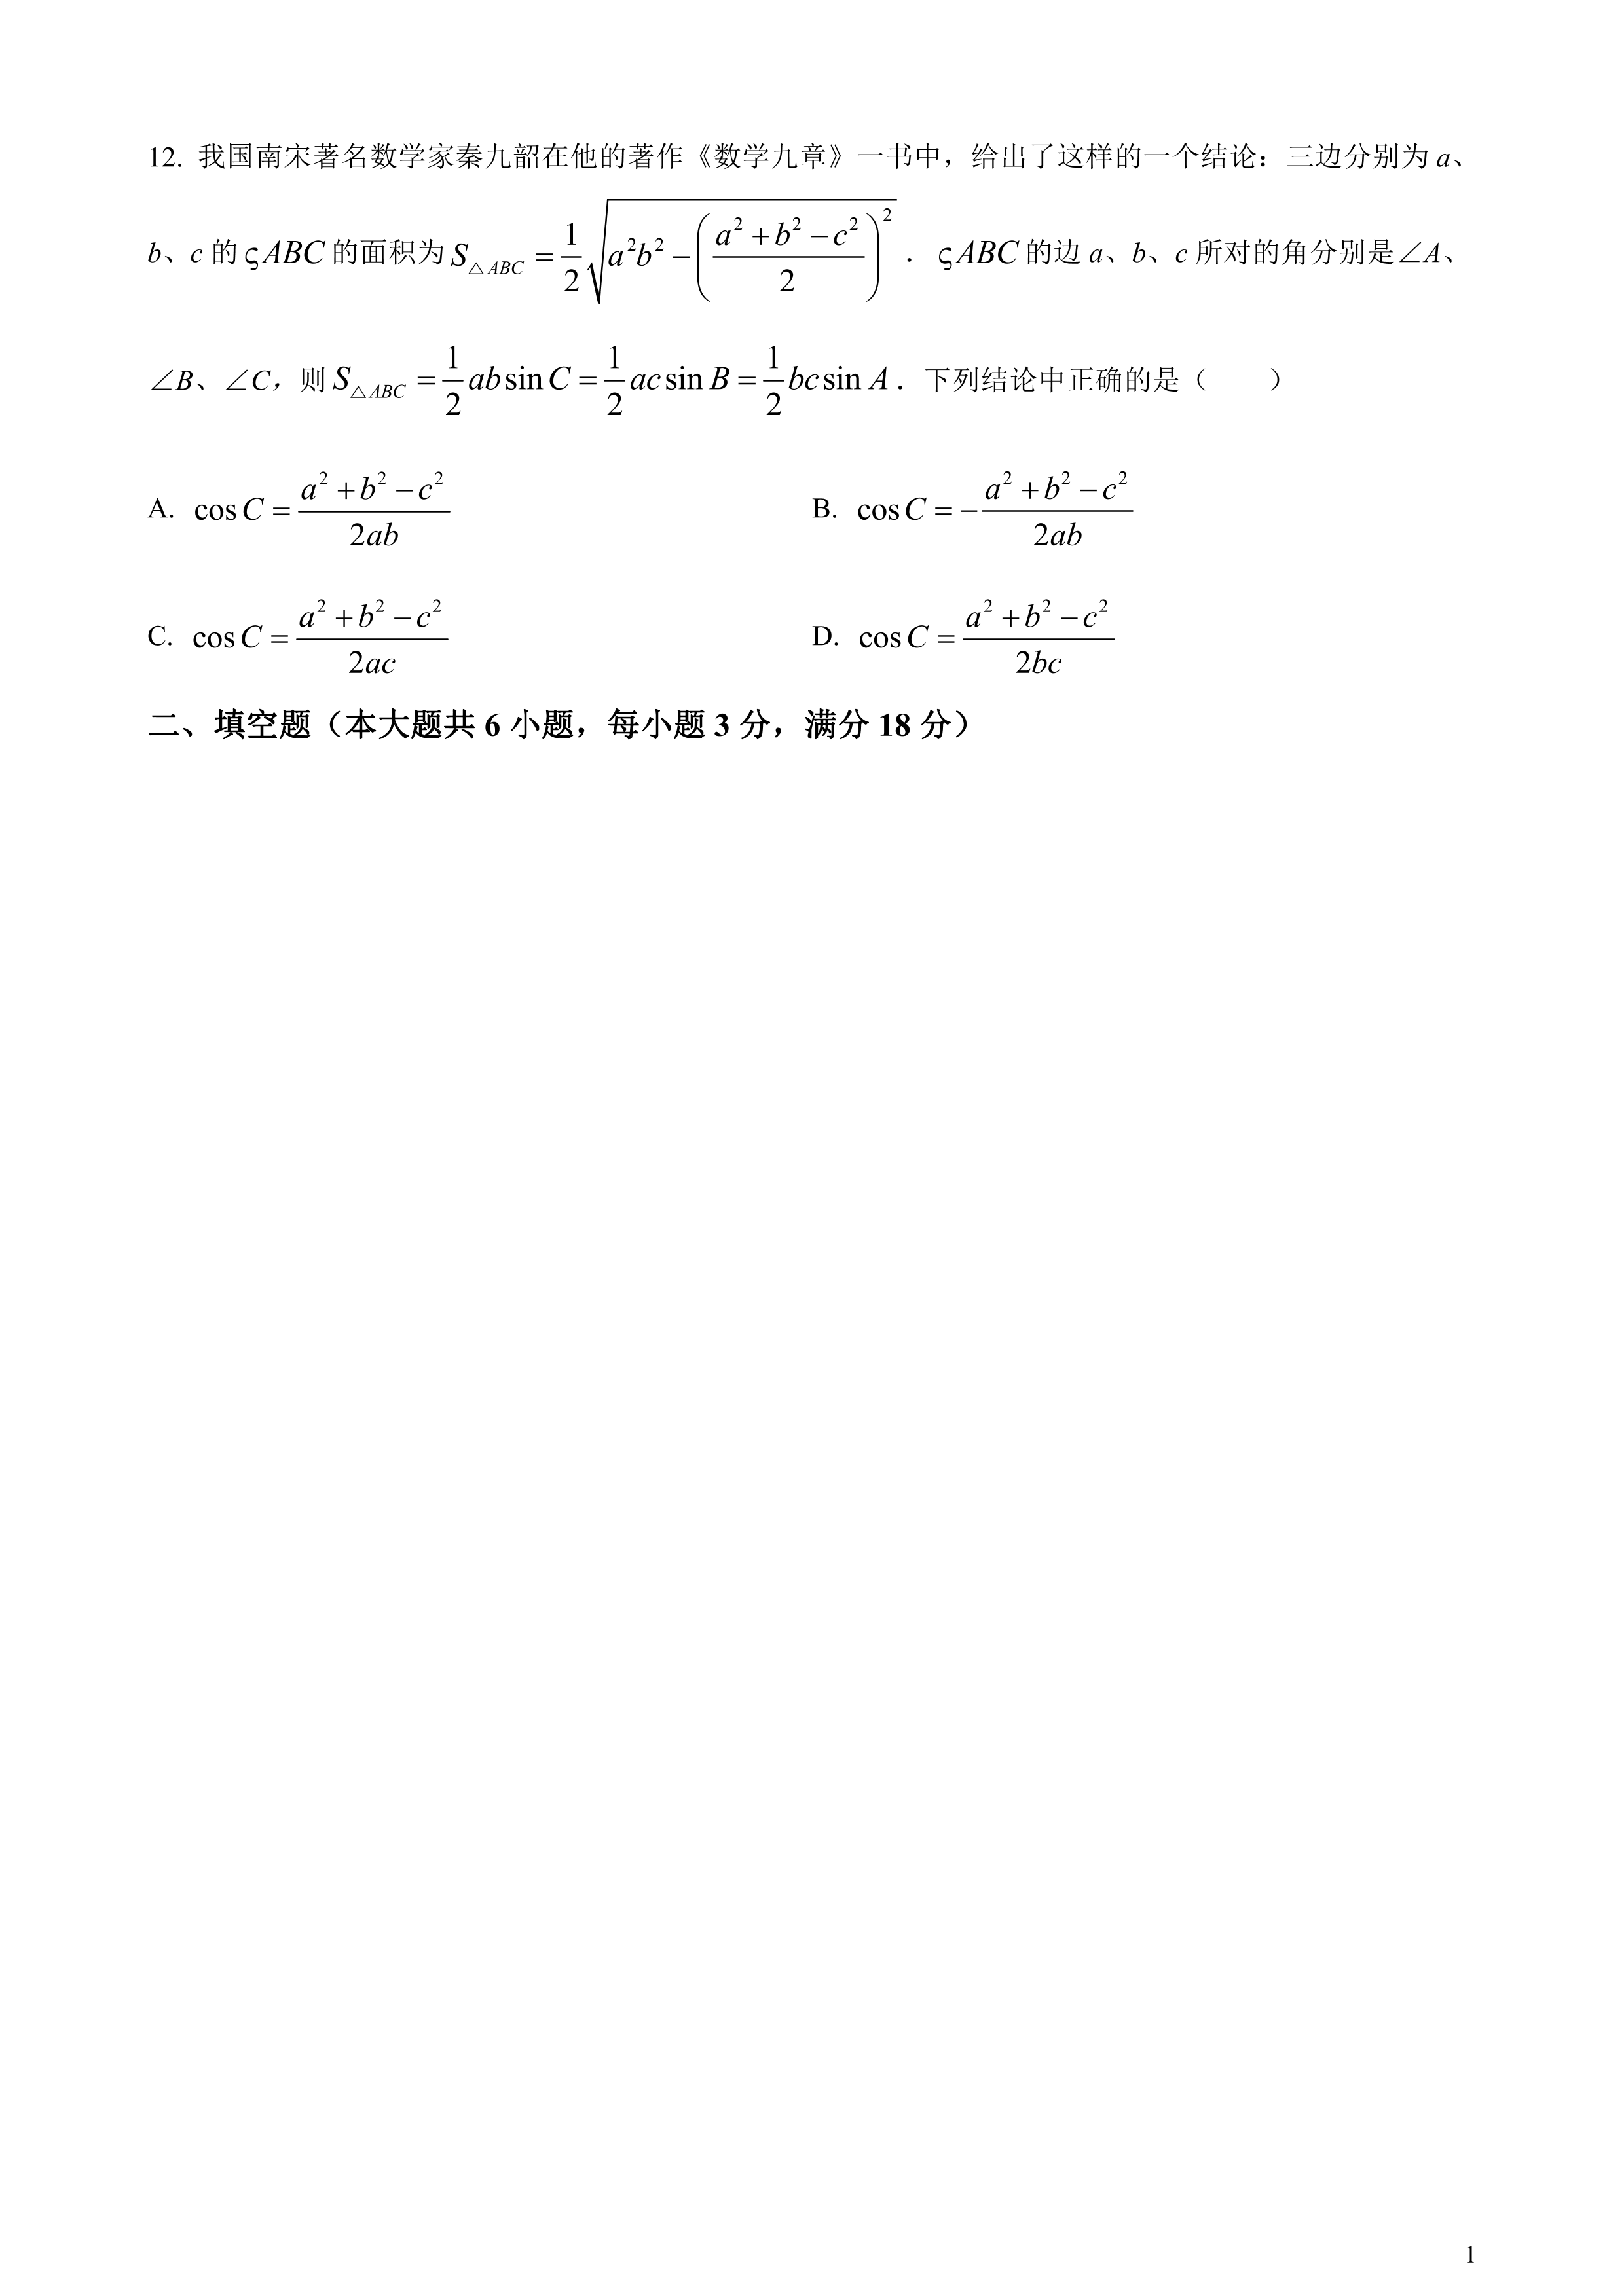 12. 我国南宋著名数学家秦九韶在他的著作《数学九章》一书中，给出了这样的一个结论：三边分别为 a、
b、c 的 ςABC 的面积为 $S_{\triangle ABC}=\frac{1}{2}\sqrt{a^2b^2-\left(\frac{a^2+b^2-c^2}{2}\right)^2}$．ςABC 的边 a、b、c 所对的角分别是∠A、
∠B、∠C，则 $S_{\triangle ABC}=\frac{1}{2}ab\sin C=\frac{1}{2}ac\sin B=\frac{1}{2}bc\sin A$．下列结论中正确的是（　　）
A. $\cos C=\frac{a^2+b^2-c^2}{2ab}$ B. $\cos C=-\frac{a^2+b^2-c^2}{2ab}$
C. $\cos C=\frac{a^2+b^2-c^2}{2ac}$ D. $\cos C=\frac{a^2+b^2-c^2}{2bc}$
二、填空题（本大题共 6 小题，每小题 3 分，满分 18 分）
1